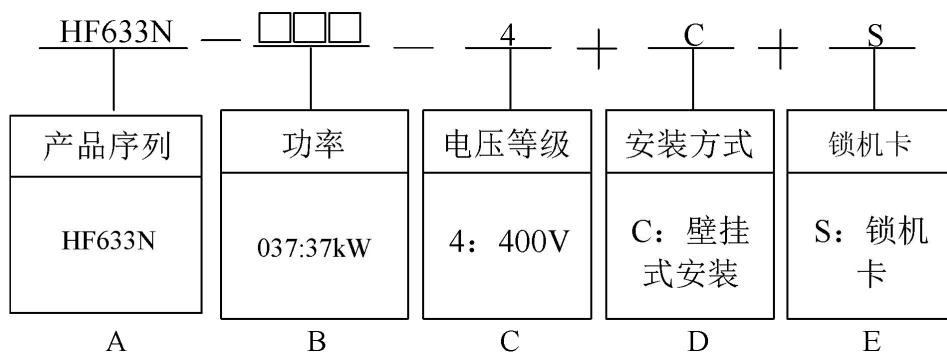 HF633N — □□□ — 4 + C + S
产品序列 功率 电压等级 安装方式 锁机卡
HF633N 037:37kW 4：400V C：壁挂式安装 S：锁机卡
A B C D E